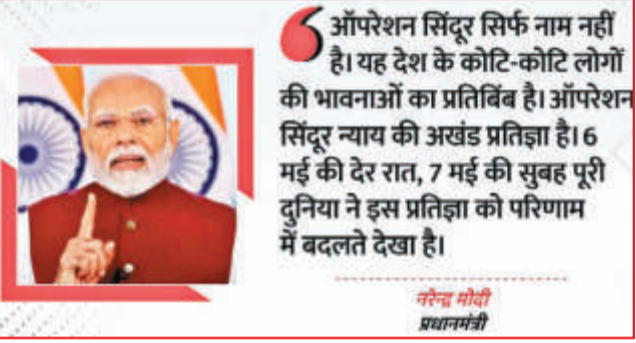 ऑपरेशन सिंदूर सिर्फ नाम नहीं
है। यह देश के कोटि-कोटि लोगों
की भावनाओं का प्रतिबिंब है। ऑपरेशन
सिंदूर न्याय की अखंड प्रतिज्ञा है। 6
मई की देर रात, 7 मई की सुबह पूरी
दुनिया ने इस प्रतिज्ञा को परिणाम
में बदलते देखा है।
नरेन्द्र मोदी
प्रधानमंत्री